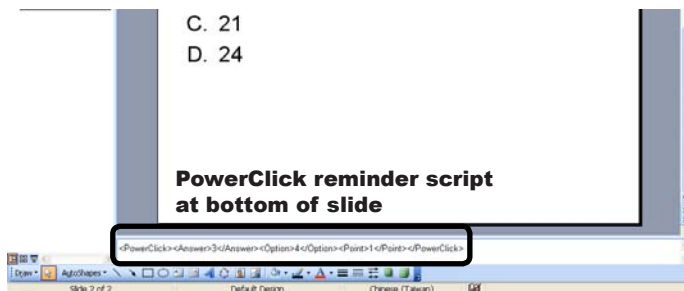 C. 21
D. 24
PowerClick reminder script
at bottom of slide
<PowerClick><Answer>3</Answer><Option>4</Option><Point>1</Point></PowerClick>
Draw AutoShapes
Slide 2 of 2 Default Design Chinese (Taiwan)